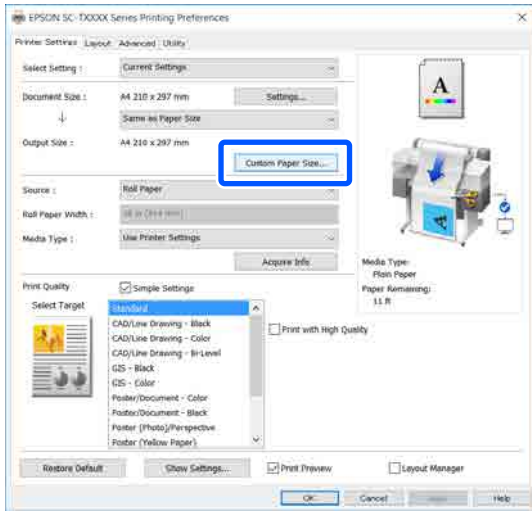 EPSON SC-TXXXX Series Printing Preferences
Printer Settings Layout Advanced Utility
Select Setting : Current Settings
Document Size : A4 210 x 297 mm Settings...
Same as Paper Size
Output Size : A4 210 x 297 mm
Custom Paper Size...
Source : Roll Paper
Roll Paper Width :
Media Type : Use Printer Settings
Acquire Info
A
Media Type:
Plain Paper
Paper Remaining:
11 ft
Print Quality Simple Settings
Select Target
Standard
CAD/Line Drawing - Black
CAD/Line Drawing - Color
CAD/Line Drawing - Bi-Level
GIS - Black
GIS - Color
Poster/Document - Color
Poster/Document - Black
Poster (Photo)/Perspective
Poster (Yellow Paper)
Print with High Quality
Restore Default Show Settings... Print Preview Layout Manager
OK Cancel Help